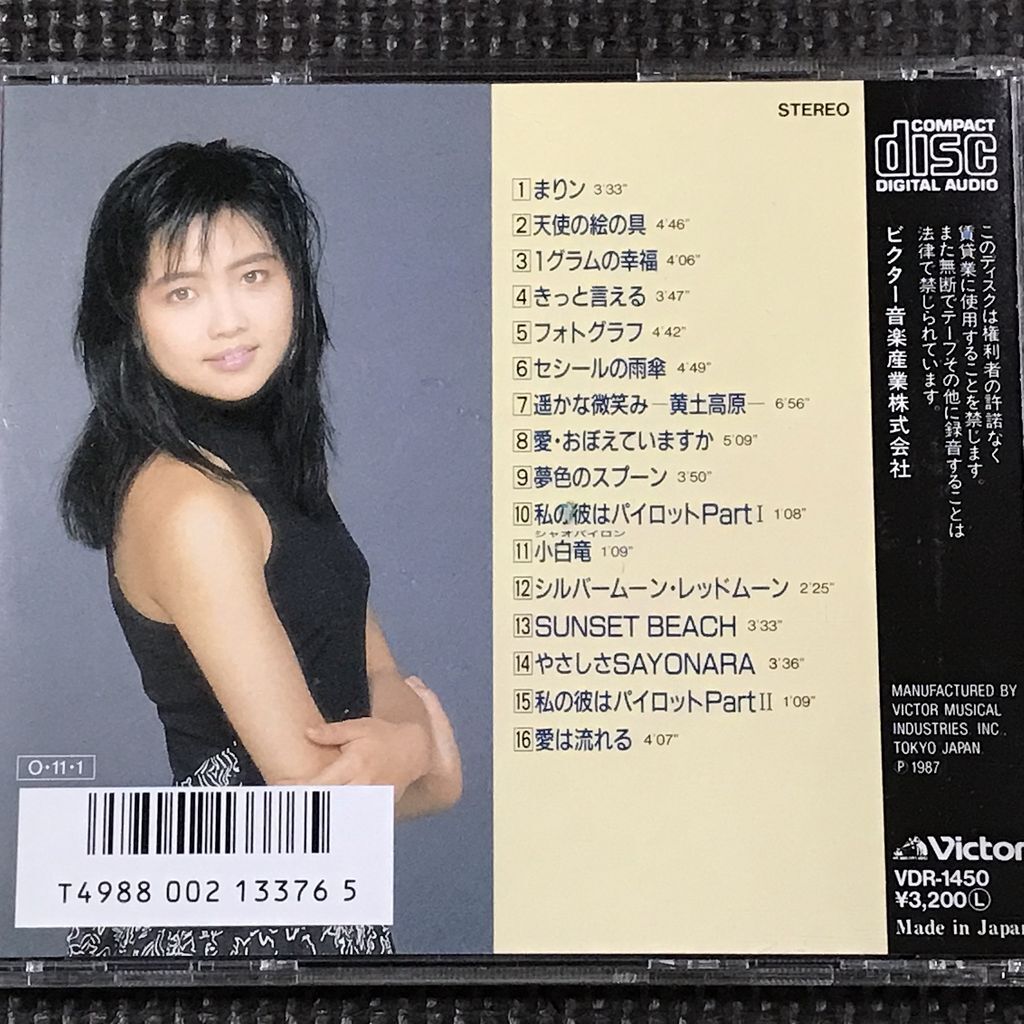 STEREO
1 まりン 3'33"
2 天使の絵の具 4'46"
3 1グラムの幸福 4'06"
4 きっと言える 3'47"
5 フォトグラフ 4'42"
6 セシールの雨傘 4'49"
7 遥かな微笑み—黄土高原— 6'56"
8 愛・おぼえていますか 5'09"
9 夢色のスプーン 3'50"
10 私の彼はパイロットPart I 1'08"
シャオパイロン
11 小白竜 1'09"
12 シルバームーン・レッドムーン 2'25"
13 SUNSET BEACH 3'33"
14 やさしさSAYONARA 3'36"
15 私の彼はパイロットPart II 1'09"
16 愛は流れる 4'07"
COMPACT
disc
DIGITAL AUDIO
このディスクは権利者の許諾なく
賃貸業に使用することを禁じます。
また無断でテープその他に録音することは
法律で禁じられています。
ビクター音楽産業株式会社
MANUFACTURED BY
VICTOR MUSICAL
INDUSTRIES, INC.,
TOKYO JAPAN
Ⓟ 1987
Victor
VDR-1450
¥3,200Ⓛ
Made in Japan
O・11・1
T4988 002 13376 5